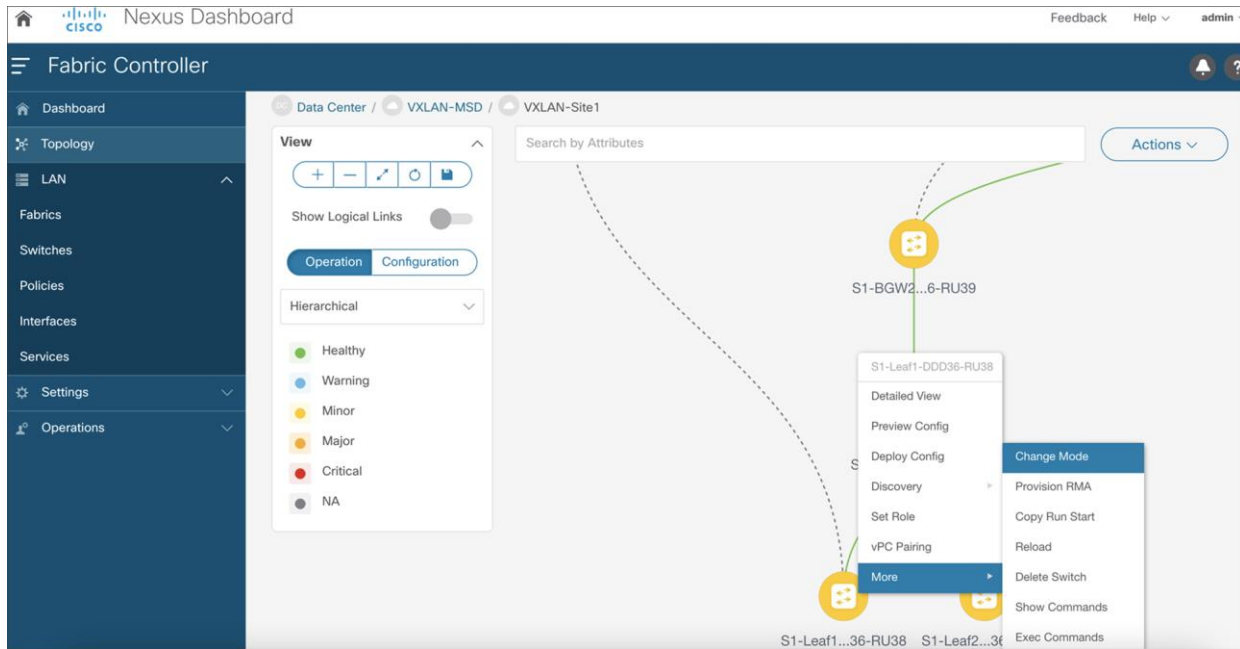 CISCO Nexus Dashboard Feedback Help admin
Fabric Controller ?
Dashboard
Topology
LAN
Fabrics
Switches
Policies
Interfaces
Services
Settings
Operations
Data Center / VXLAN-MSD / VXLAN-Site1
View
Show Logical Links
Operation Configuration
Hierarchical
Healthy
Warning
Minor
Major
Critical
NA
Search by Attributes
Actions
S1-BGW2...6-RU39
S1-Leaf1-DDD36-RU38
Detailed View
Preview Config
Deploy Config
Discovery
Set Role
vPC Pairing
More
Change Mode
Provision RMA
Copy Run Start
Reload
Delete Switch
Show Commands
Exec Commands
S1-Leaf1...36-RU38 S1-Leaf2...36